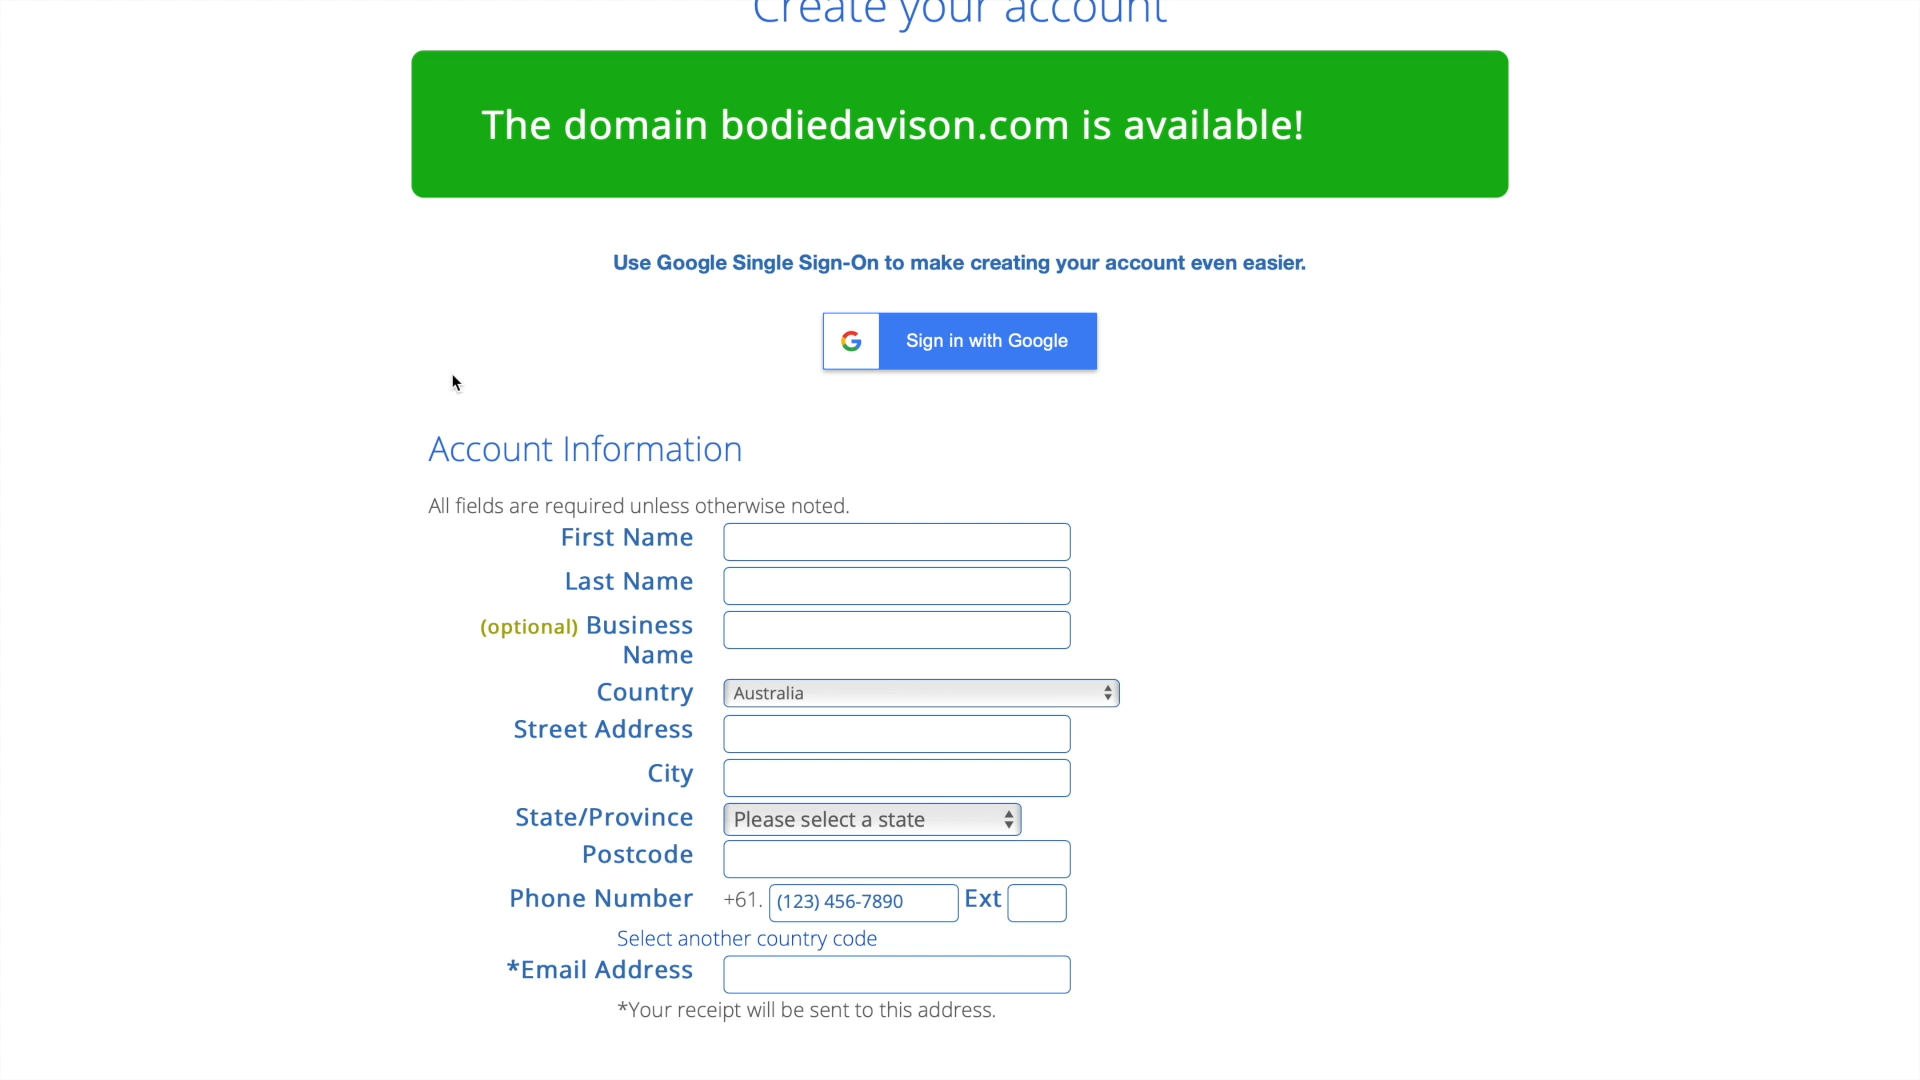 Create your account
The domain bodiedavison.com is available!
Use Google Single Sign-On to make creating your account even easier.
Sign in with Google
Account Information
All fields are required unless otherwise noted.
First Name
Last Name
(optional) Business
Name
Country Australia
Street Address
City
State/Province Please select a state
Postcode
Phone Number +61. (123) 456-7890 Ext
Select another country code
*Email Address
*Your receipt will be sent to this address.